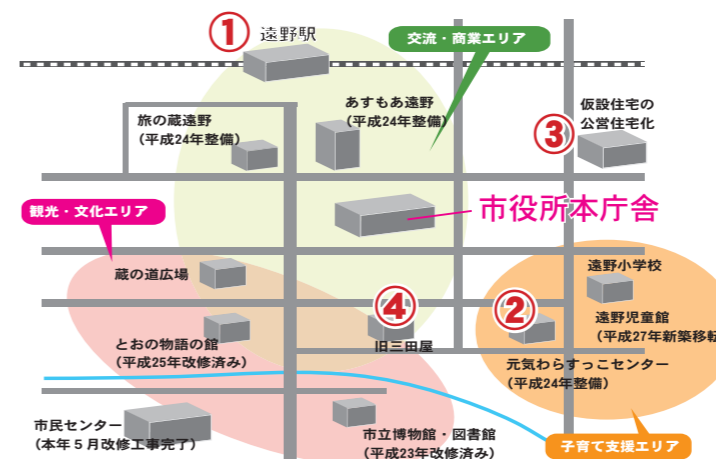 ① 遠野駅
交流・商業エリア
旅の蔵遠野
(平成24年整備)
あすもあ遠野
(平成24年整備)
仮設住宅の
公営住宅化
③
市役所本庁舎
観光・文化エリア
蔵の道広場
遠野小学校
④
②
遠野児童館
(平成27年新築移転
とおの物語の館
(平成25年改修済み)
旧三田屋
元気わらすっこセンター
(平成24年整備)
市民センター
(本年5月改修工事完了)
市立博物館・図書館
(平成23年改修済み)
子育て支援エリア